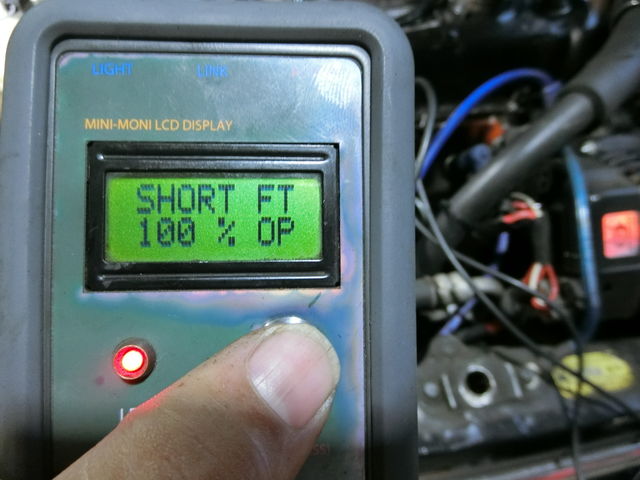 LIGHT Link
MINI-MONI LCD DISPLAY
SHORT FT
100 % OP